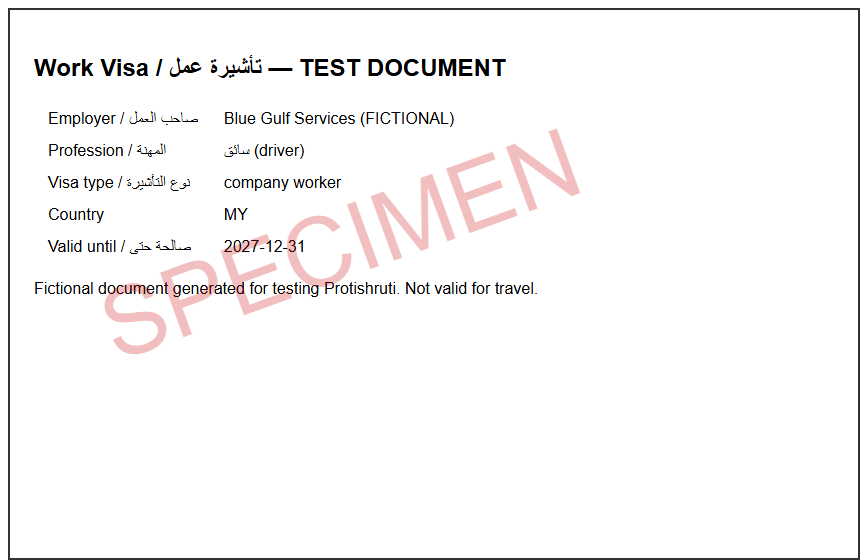 Work Visa / تأشيرة عمل — TEST DOCUMENT
Employer / صاحب العمل Blue Gulf Services (FICTIONAL)
Profession / المهنة سائق (driver)
Visa type / نوع التأشيرة company worker
Country MY
Valid until / صالحة حتى 2027-12-31
Fictional document generated for testing Protishruti. Not valid for travel.
SPECIMEN